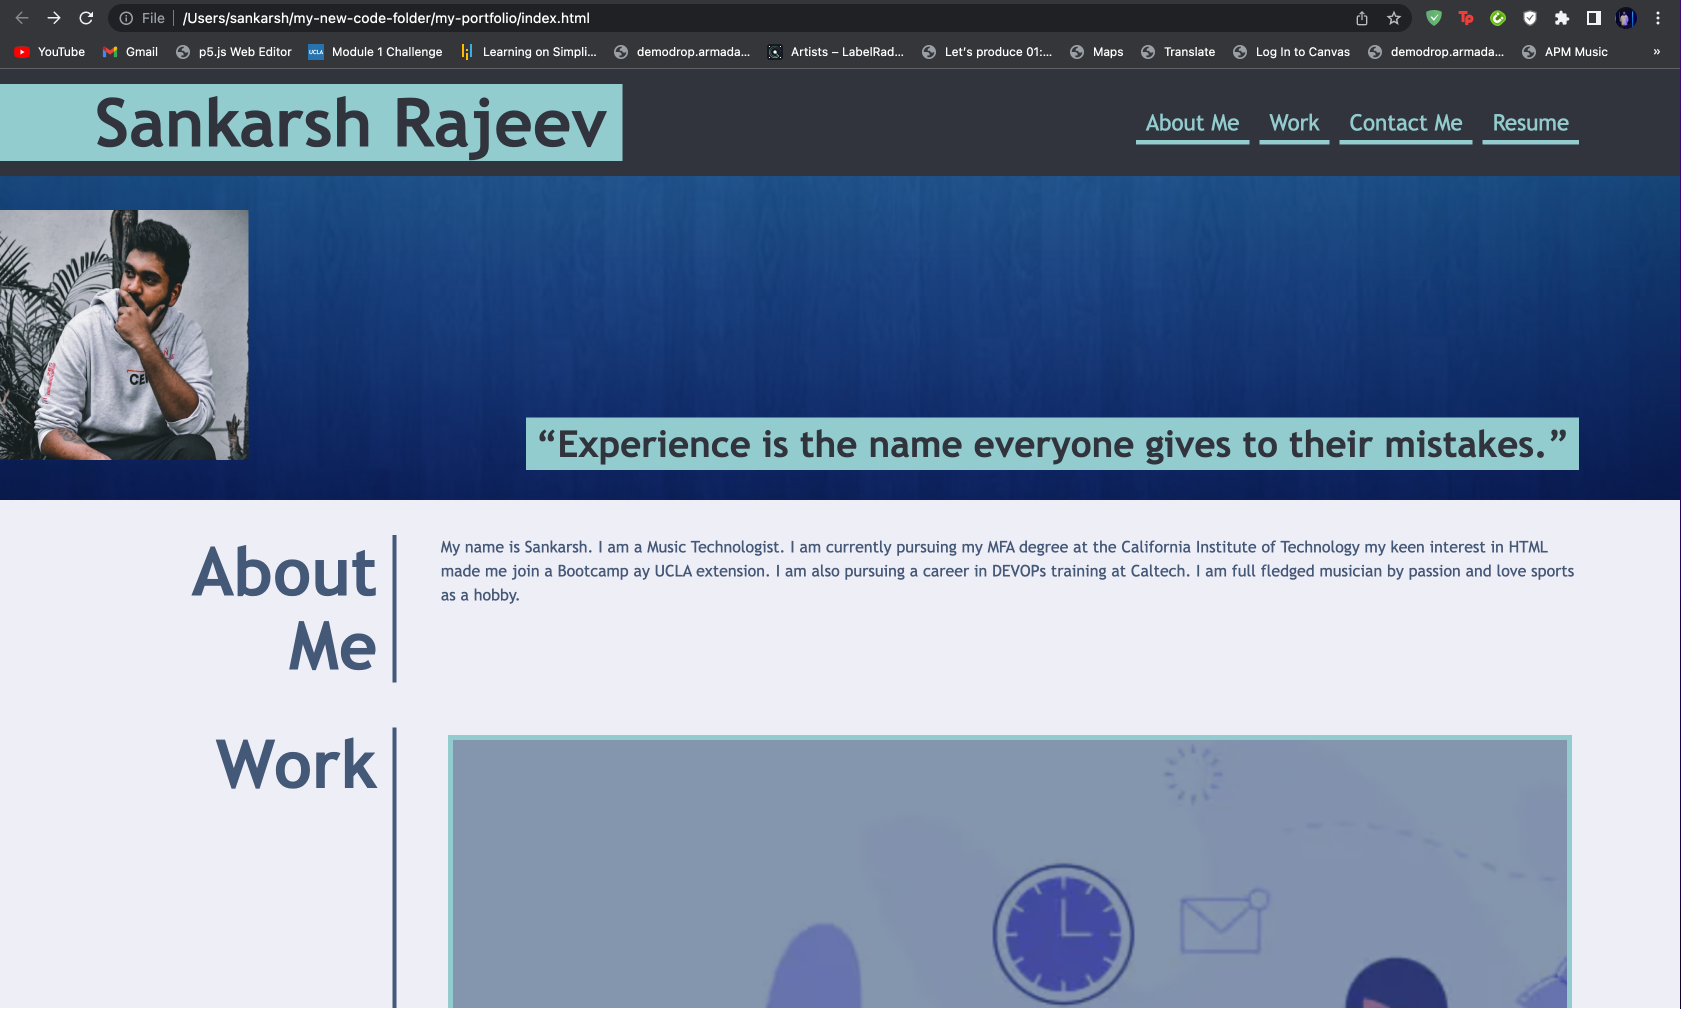 File /Users/sankarsh/my-new-code-folder/my-portfolio/index.html
Tp
YouTube Gmail p5.js Web Editor UCLA Module 1 Challenge Learning on Simpli... demodrop.armada... Artists – LabelRad... Let's produce 01:... Maps Translate Log In to Canvas demodrop.armada... APM Music »
Sankarsh Rajeev
About Me Work Contact Me Resume
“Experience is the name everyone gives to their mistakes.”
About
Me
My name is Sankarsh. I am a Music Technologist. I am currently pursuing my MFA degree at the California Institute of Technology my keen interest in HTML
made me join a Bootcamp ay UCLA extension. I am also pursuing a career in DEVOPs training at Caltech. I am full fledged musician by passion and love sports
as a hobby.
Work